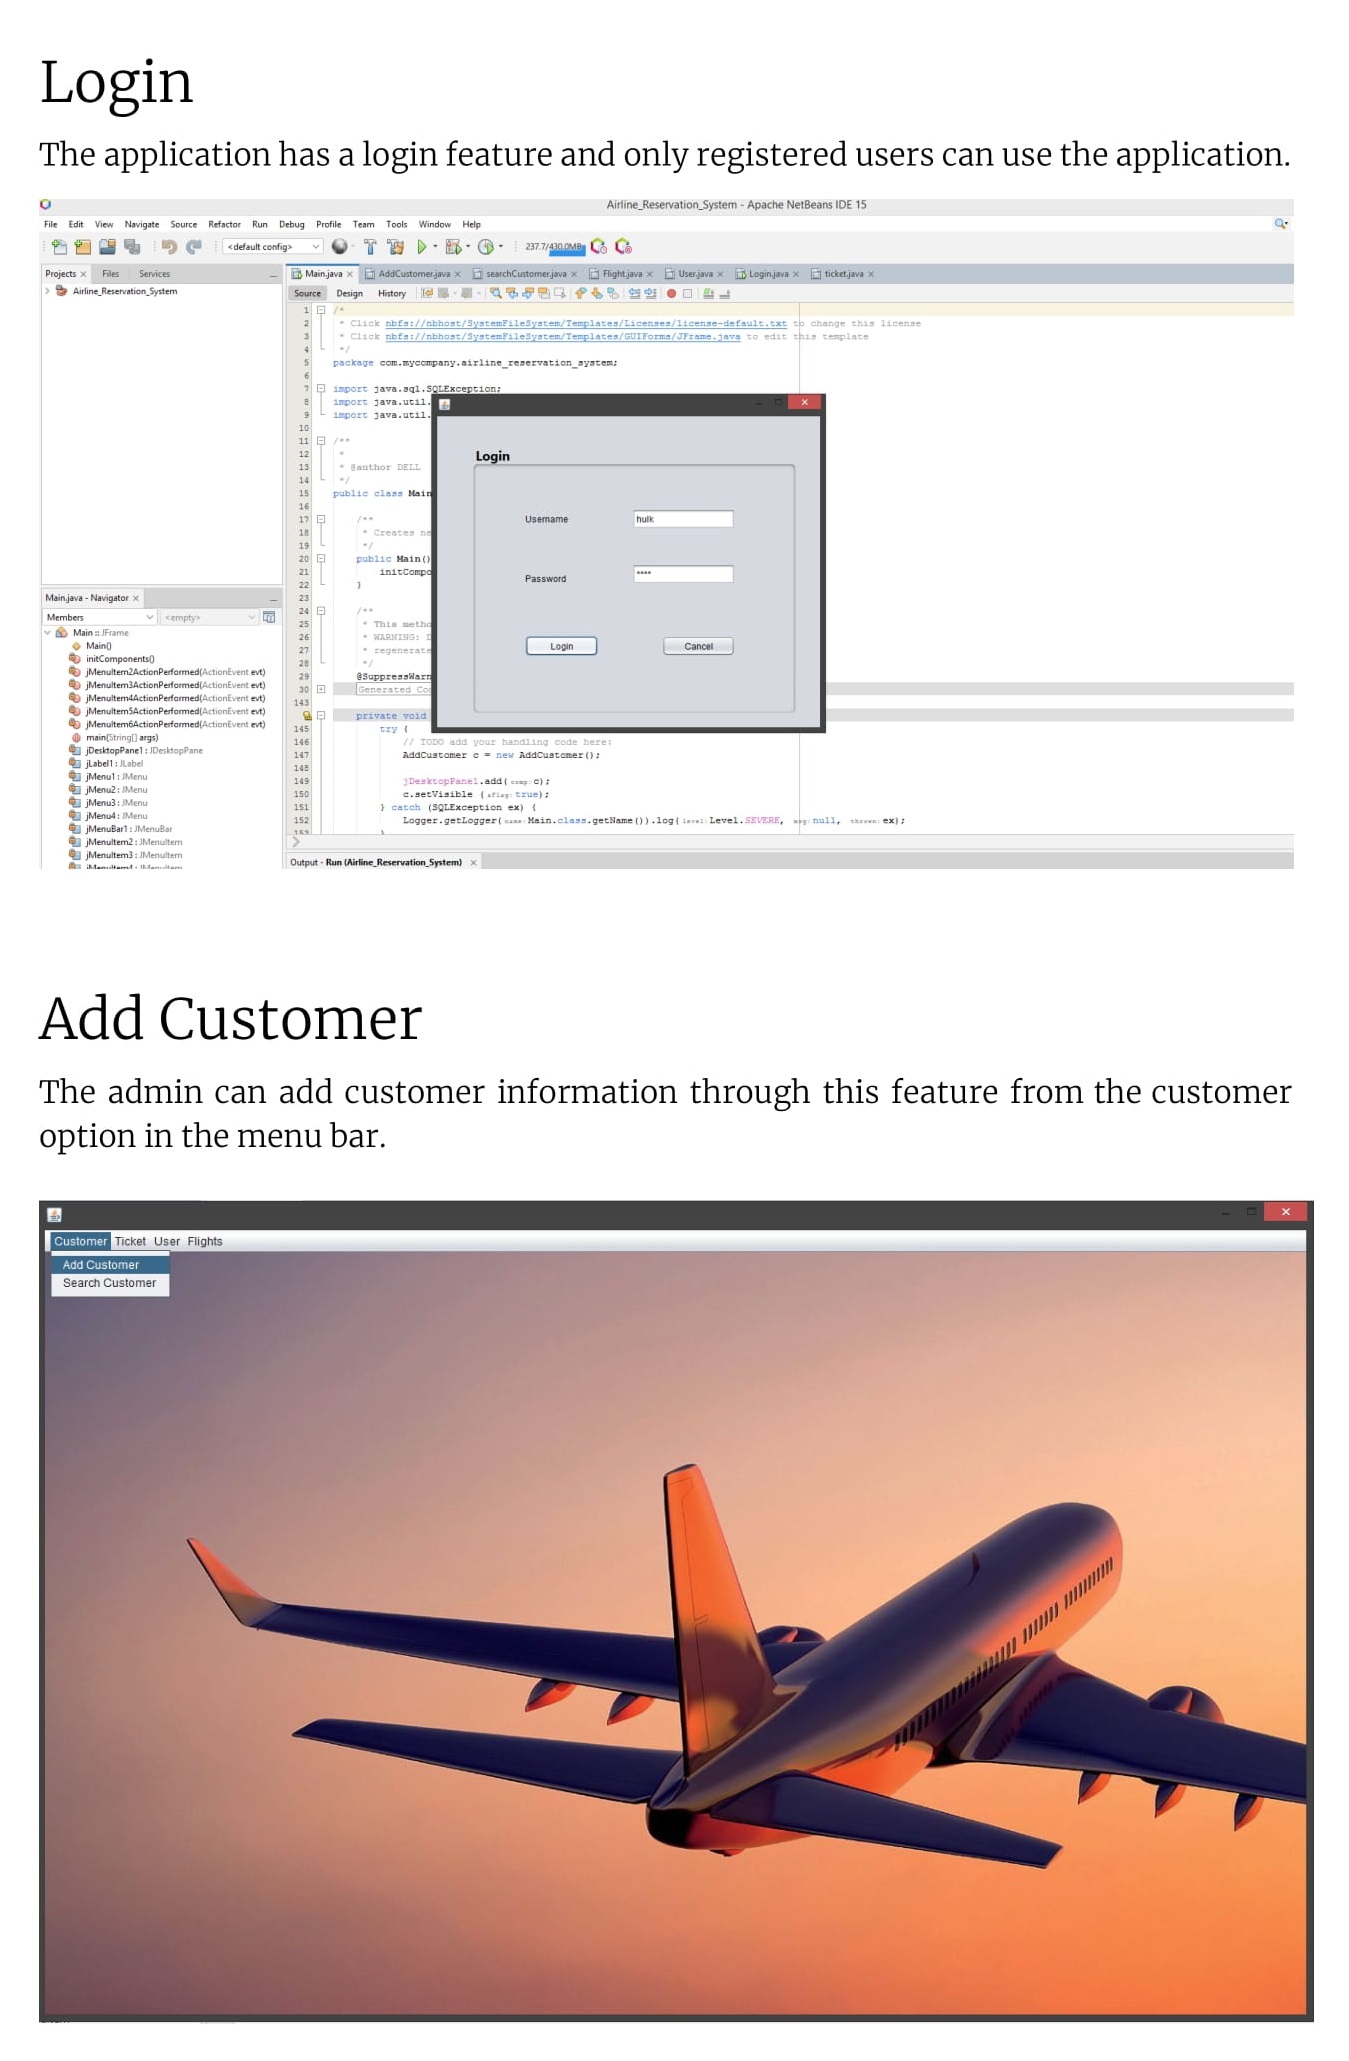 Login
The application has a login feature and only registered users can use the application.
Airline_Reservation_System - Apache NetBeans IDE 15
File Edit View Navigate Source Refactor Run Debug Profile Team Tools Window Help
<default config> 237.7/430.0MB
Projects Files Services
Airline_Reservation_System
Main.java AddCustomer.java searchCustomer.java Flight.java User.java Login.java ticket.java
Source Design History
1 /*
2 * Click nbfs://nbhost/SystemFileSystem/Templates/Licenses/license-default.txt to change this license
3 * Click nbfs://nbhost/SystemFileSystem/Templates/GUIForms/JFrame.java to edit this template
4 */
5 package com.mycompany.airline_reservation_system;
6
7 import java.sql.SQLException;
8 import java.util.
9 import java.util.
10
11 /**
12 *
13 * @author DELL
14 */
15 public class Main
16
17 /**
18 * Creates ne
19 */
20 public Main()
21 initCompo
22 }
23
24 /**
25 * This metho
26 * WARNING: D
27 * regenerate
28 */
29 @SuppressWarn
30 Generated Co
143
private void
145 try {
146 // TODO add your handling code here:
147 AddCustomer c = new AddCustomer();
148
149 jDesktopPane1.add( comp: c);
150 c.setVisible ( aFlag: true);
151 } catch (SQLException ex) {
152 Logger.getLogger( name: Main.class.getName()).log( level: Level.SEVERE, msg: null, thrown: ex);
153 }
Output - Run (Airline_Reservation_System)
Login
Username hulk
Password ****
Login Cancel
Main.java - Navigator
Members <empty>
Main :: JFrame
Main()
initComponents()
jMenuItem2ActionPerformed(ActionEvent evt)
jMenuItem3ActionPerformed(ActionEvent evt)
jMenuItem4ActionPerformed(ActionEvent evt)
jMenuItem5ActionPerformed(ActionEvent evt)
jMenuItem6ActionPerformed(ActionEvent evt)
main(String[] args)
jDesktopPane1 : JDesktopPane
jLabel1 : JLabel
jMenu1 : JMenu
jMenu2 : JMenu
jMenu3 : JMenu
jMenu4 : JMenu
jMenuBar1 : JMenuBar
jMenuItem2 : JMenuItem
jMenuItem3 : JMenuItem
jMenuItem4 : JMenuItem
Add Customer
The admin can add customer information through this feature from the customer
option in the menu bar.
Customer Ticket User Flights
Add Customer
Search Customer